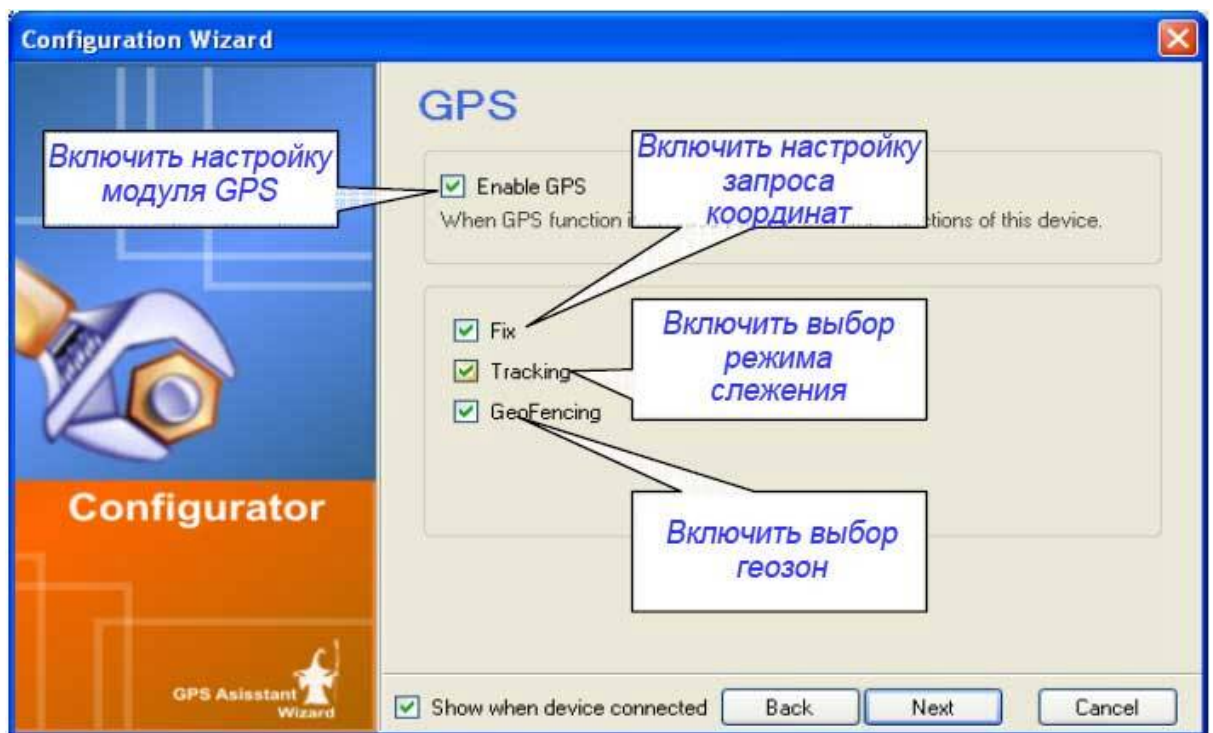 Configuration Wizard
GPS
Включить настройку
модуля GPS
Включить настройку
запроса
координат
Enable GPS
When GPS function i
ctions of this device.
Fix
Включить выбор
режима
слежения
Tracking
GeoFencing
Включить выбор
геозон
Configurator
GPS Asisstant
Wizard
Show when device connected
Back
Next
Cancel